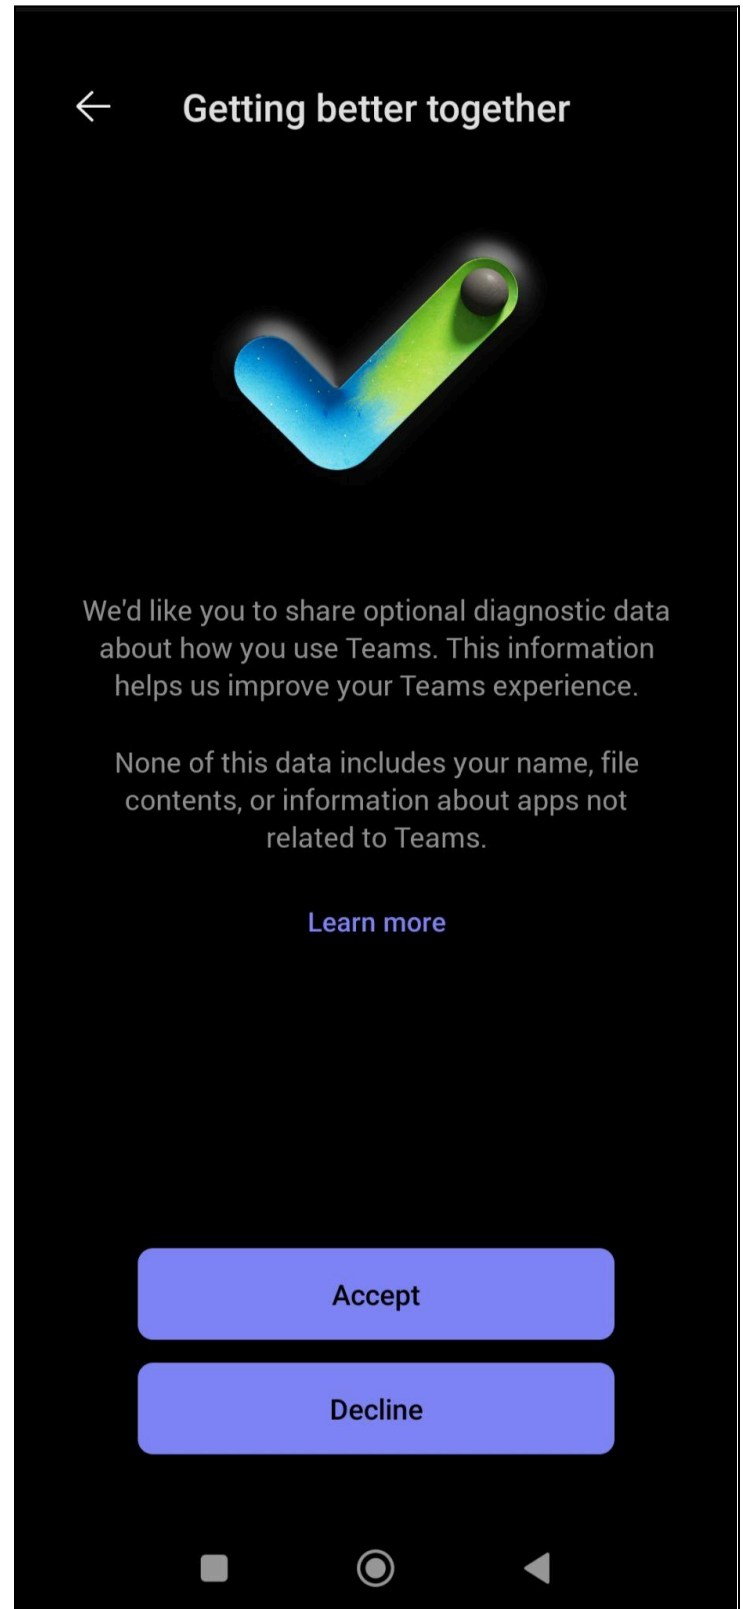 Getting better together
We'd like you to share optional diagnostic data
about how you use Teams. This information
helps us improve your Teams experience.
None of this data includes your name, file
contents, or information about apps not
related to Teams.
Learn more
Accept
Decline